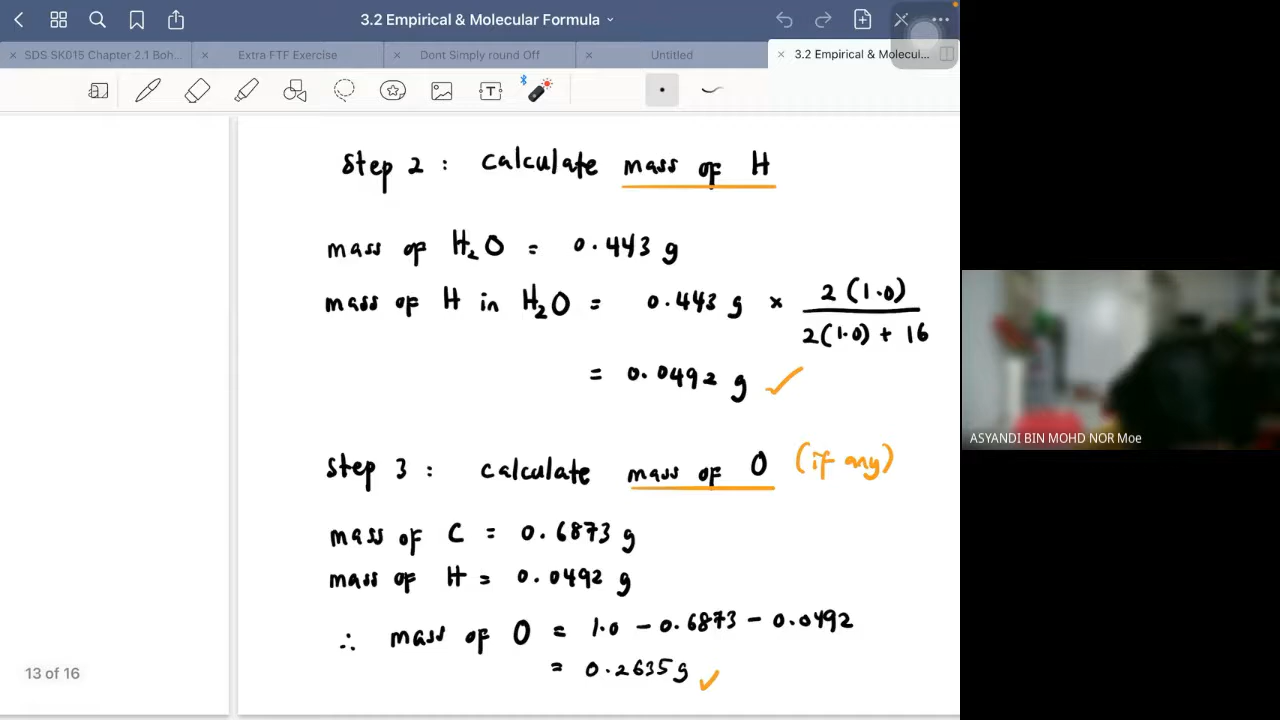 3.2 Empirical & Molecular Formula
SDS SK015 Chapter 2.1 Boh...
Extra FTF Exercise
Dont Simply round Off
Untitled
3.2 Empirical & Molecul...
Step 2 : Calculate mass of H
mass of H₂O = 0.443 g
mass of H in H₂O = 0.443 g × 2(1.0) / 2(1.0) + 16
= 0.0492 g ✓
Step 3 : calculate mass of O (if any)
mass of C = 0.6873 g
mass of H = 0.0492 g
∴ mass of O = 1.0 - 0.6873 - 0.0492
= 0.2635 g ✓
13 of 16
ASYANDI BIN MOHD NOR Moe